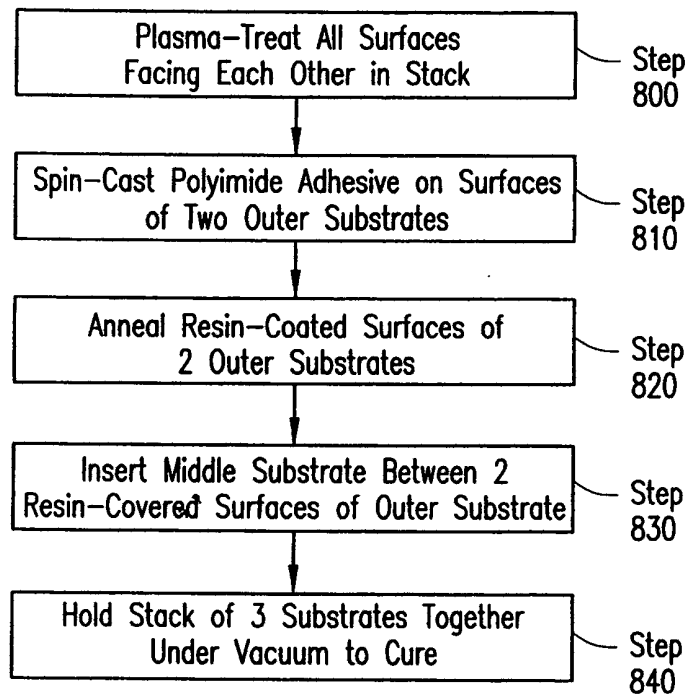 Plasma-Treat All Surfaces
Facing Each Other in Stack
Step
800
Spin-Cast Polyimide Adhesive on Surfaces
of Two Outer Substrates
Step
810
Anneal Resin-Coated Surfaces of
2 Outer Substrates
Step
820
Insert Middle Substrate Between 2
Resin-Covered Surfaces of Outer Substrate
Step
830
Hold Stack of 3 Substrates Together
Under Vacuum to Cure
Step
840